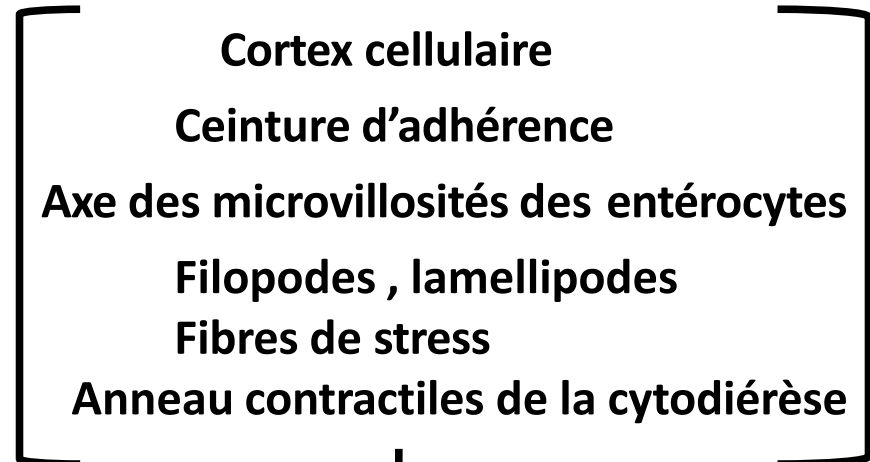 Cortex cellulaire
Ceinture d’adhérence
Axe des microvillosités des entérocytes
Filopodes , lamellipodes
Fibres de stress
Anneau contractiles de la cytodiérèse